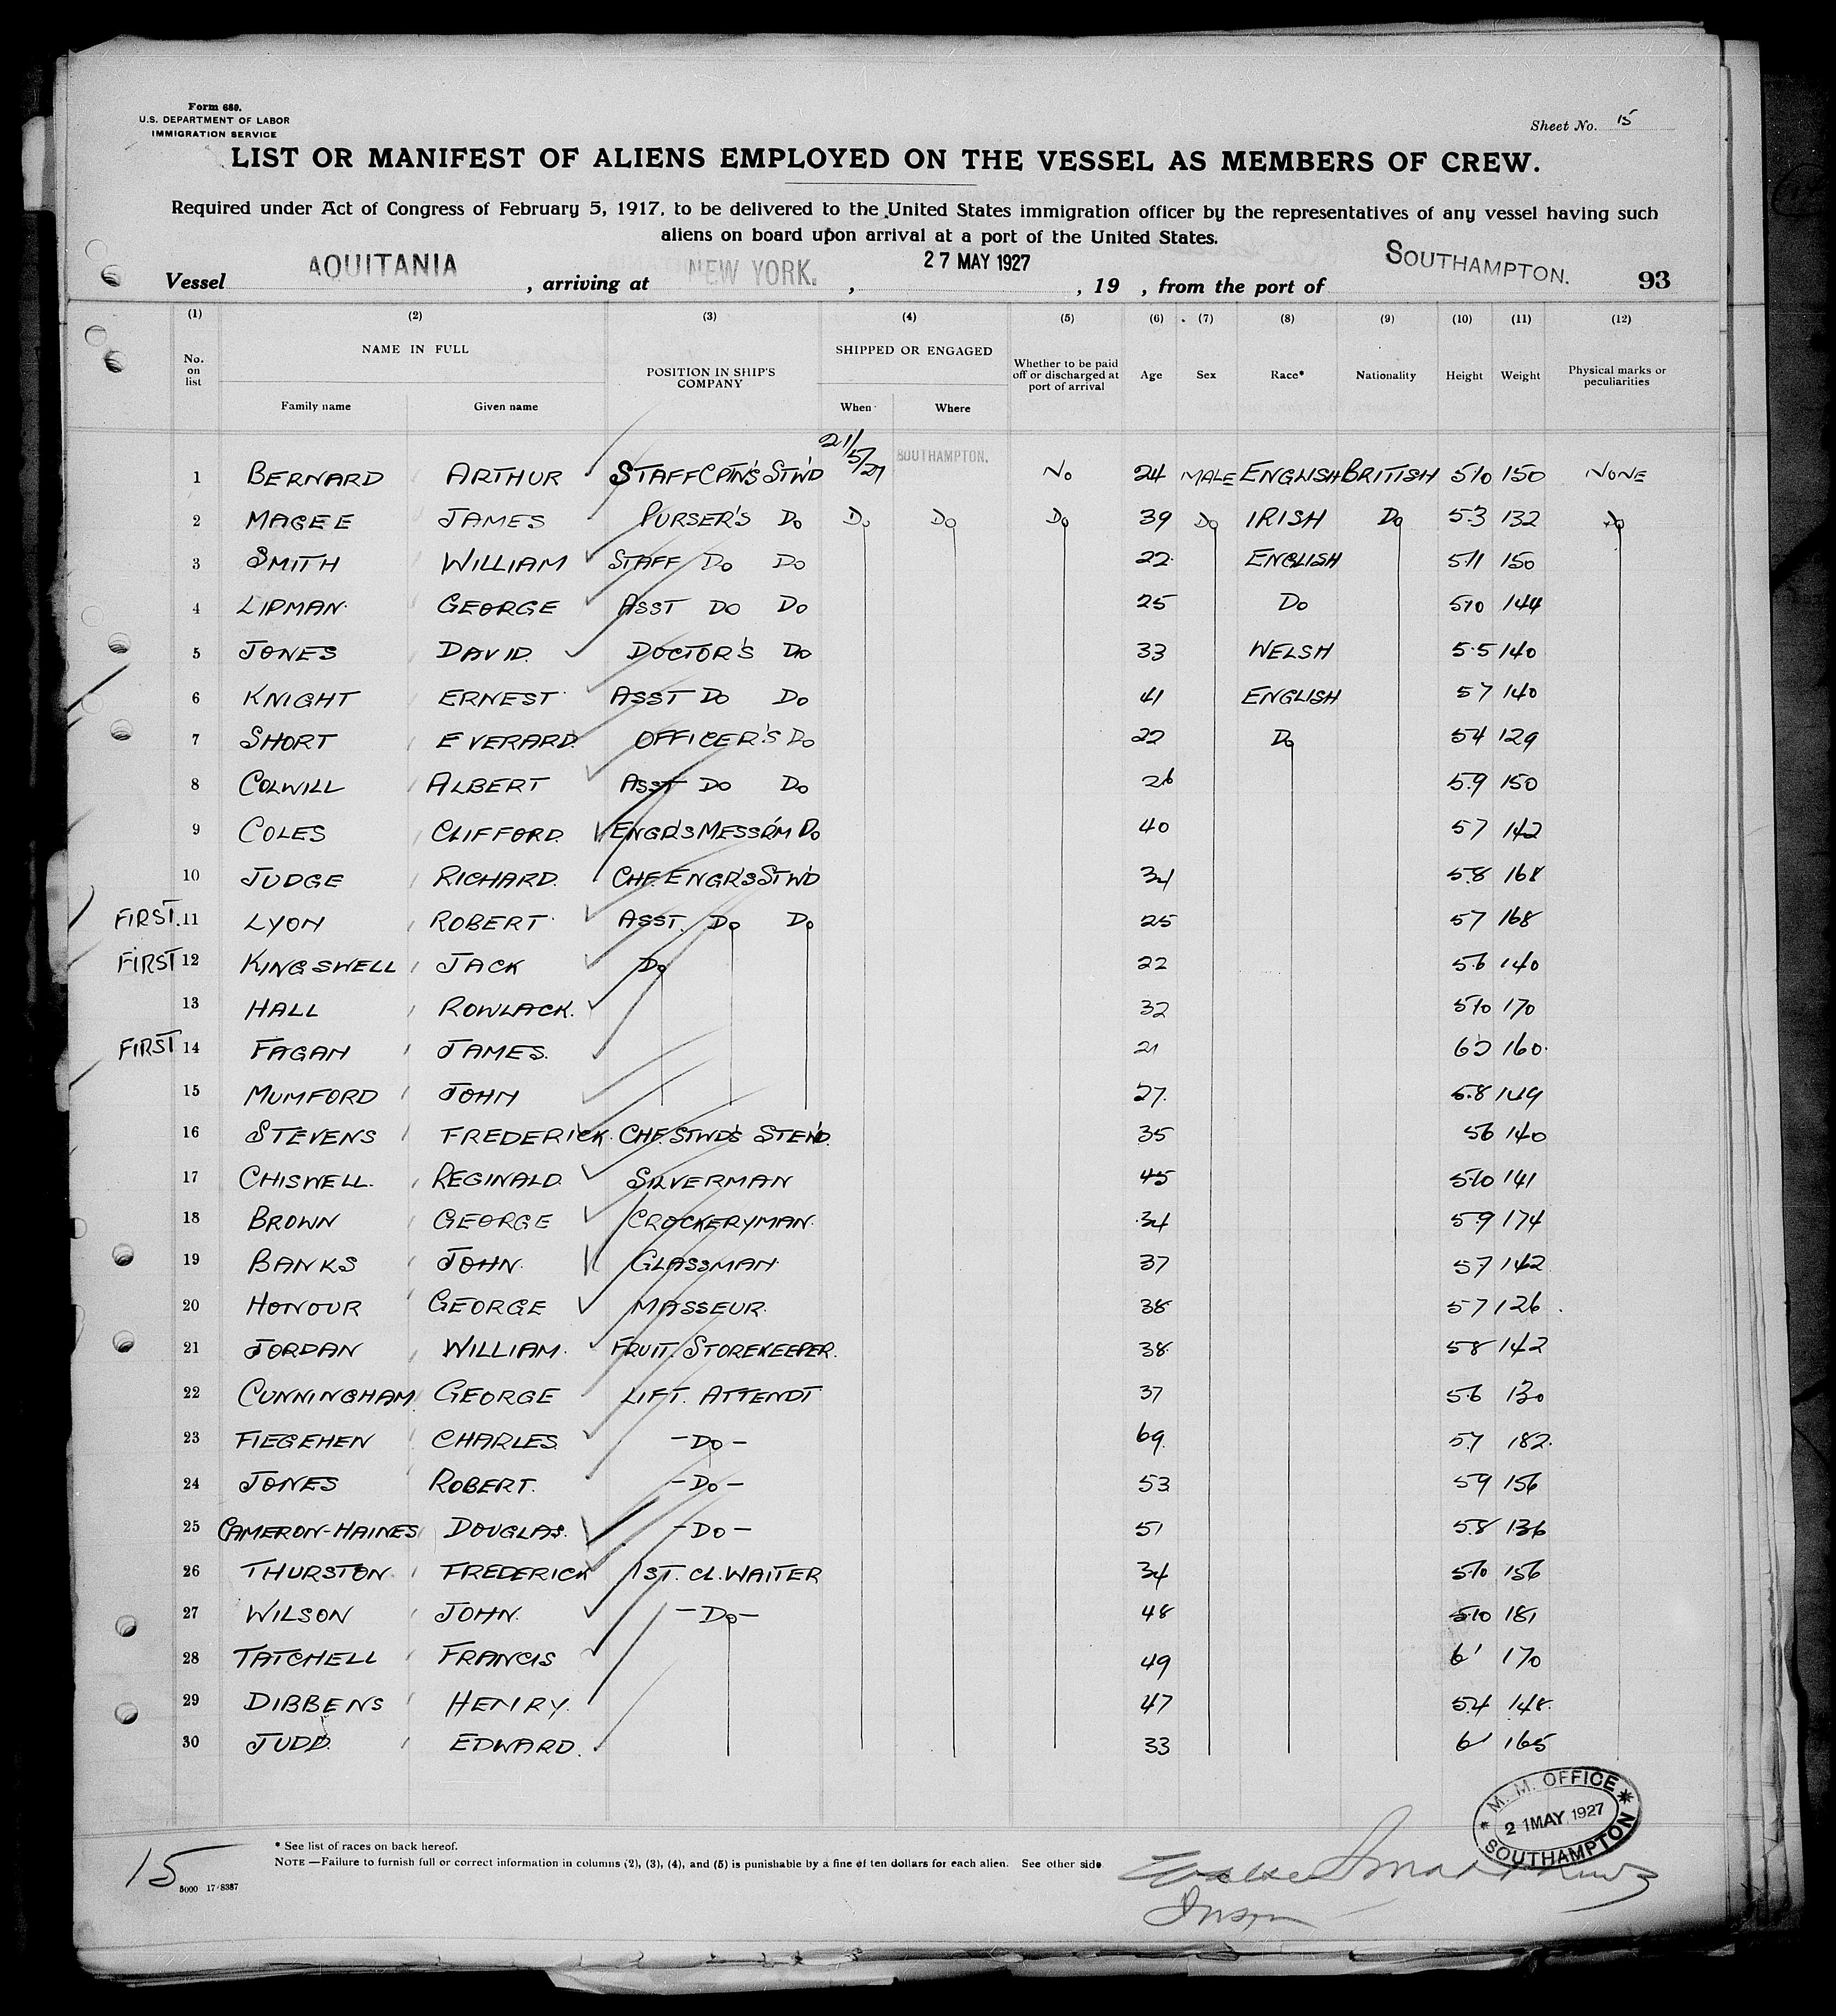 Form 680.
U.S. DEPARTMENT OF LABOR
IMMIGRATION SERVICE
Sheet No. 15
LIST OR MANIFEST OF ALIENS EMPLOYED ON THE VESSEL AS MEMBERS OF CREW.
Required under Act of Congress of February 5, 1917, to be delivered to the United States immigration officer by the representatives of any vessel having such
aliens on board upon arrival at a port of the United States.
Vessel AQUITANIA , arriving at NEW YORK. , 27 MAY 1927 , 19 , from the port of SOUTHAMPTON. 93
(1) (2) (3) (4) (5) (6) (7) (8) (9) (10) (11) (12)
No. on list NAME IN FULL POSITION IN SHIP'S COMPANY SHIPPED OR ENGAGED Whether to be paid off or discharged at port of arrival Age Sex Race* Nationality Height Weight Physical marks or peculiarities
Family name Given name When Where
1 BERNARD ARTHUR STAFF CPTN'S STWD 21/5/27 SOUTHAMPTON. No 24 MALE ENGLISH BRITISH 510 150 NONE
2 MAGEE JAMES PURSER'S Do Do Do Do 39 Do IRISH Do 5.3 132 Do
3 SMITH WILLIAM STAFF Do Do 22 ENGLISH 5.11 150
4 LIPMAN GEORGE ASST DO Do 25 Do 5.10 144
5 JONES DAVID. DOCTOR'S Do 33 WELSH 5.5 140
6 KNIGHT ERNEST ASST Do Do 41 ENGLISH 5 7 140
7 SHORT EVERARD. OFFICER'S Do 22 Do 5.4 129
8 COLWILL ALBERT ASST DO Do 26 5.9 150
9 COLES CLIFFORD. ENGR'S MESSRM Do 40 5 7 142
10 JUDGE RICHARD. CHF. ENGR'S STWD 34 5.8 168
FIRST. 11 LYON ROBERT ASST. Do Do 25 5 7 168
FIRST 12 KINGSWELL JACK Do 22 5.6 140
13 HALL ROWLACK. 32 5.10 170
FIRST 14 FAGAN JAMES. 21 6 0 160.
15 MUMFORD JOHN 27. 5.8 149
16 STEVENS FREDERICK. CHF. STWD'S STEWD. 35 5 6 140
17 CHISWELL. REGINALD. SILVERMAN 45 5.10 141
18 BROWN GEORGE CROCKERYMAN. 34 5.9 174
19 BANKS JOHN. GLASSMAN. 37 5.7 142
20 HONOUR GEORGE MASSEUR. 38 5 7 126
21 JORDAN WILLIAM. FRUIT. STOREKEEPER. 38 5 8 142
22 CUNNINGHAM GEORGE LIFT. ATTENDT 37 5.6 130
23 FIEGEHEN CHARLES. -Do- 69. 5.7 182.
24 JONES ROBERT. -Do- 53 5 9 156
25 CAMERON-HAINES DOUGLAS. -Do- 51 5.8 136
26 THURSTON FREDERICK 1ST. CL. WAITER 34 5.10 156
27 WILSON JOHN. -Do- 48 5.10 181
28 TATCHELL FRANCIS 49 6' 170
29 DIBBENS HENRY. 47 5.4 148.
30 JUDD. EDWARD. 33 6' 165
M. M. OFFICE
21 MAY 1927
SOUTHAMPTON
* See list of races on back hereof.
NOTE—Failure to furnish full or correct information in columns (2), (3), (4), and (5) is punishable by a fine of ten dollars for each alien. See other side
15 5000 17-8387